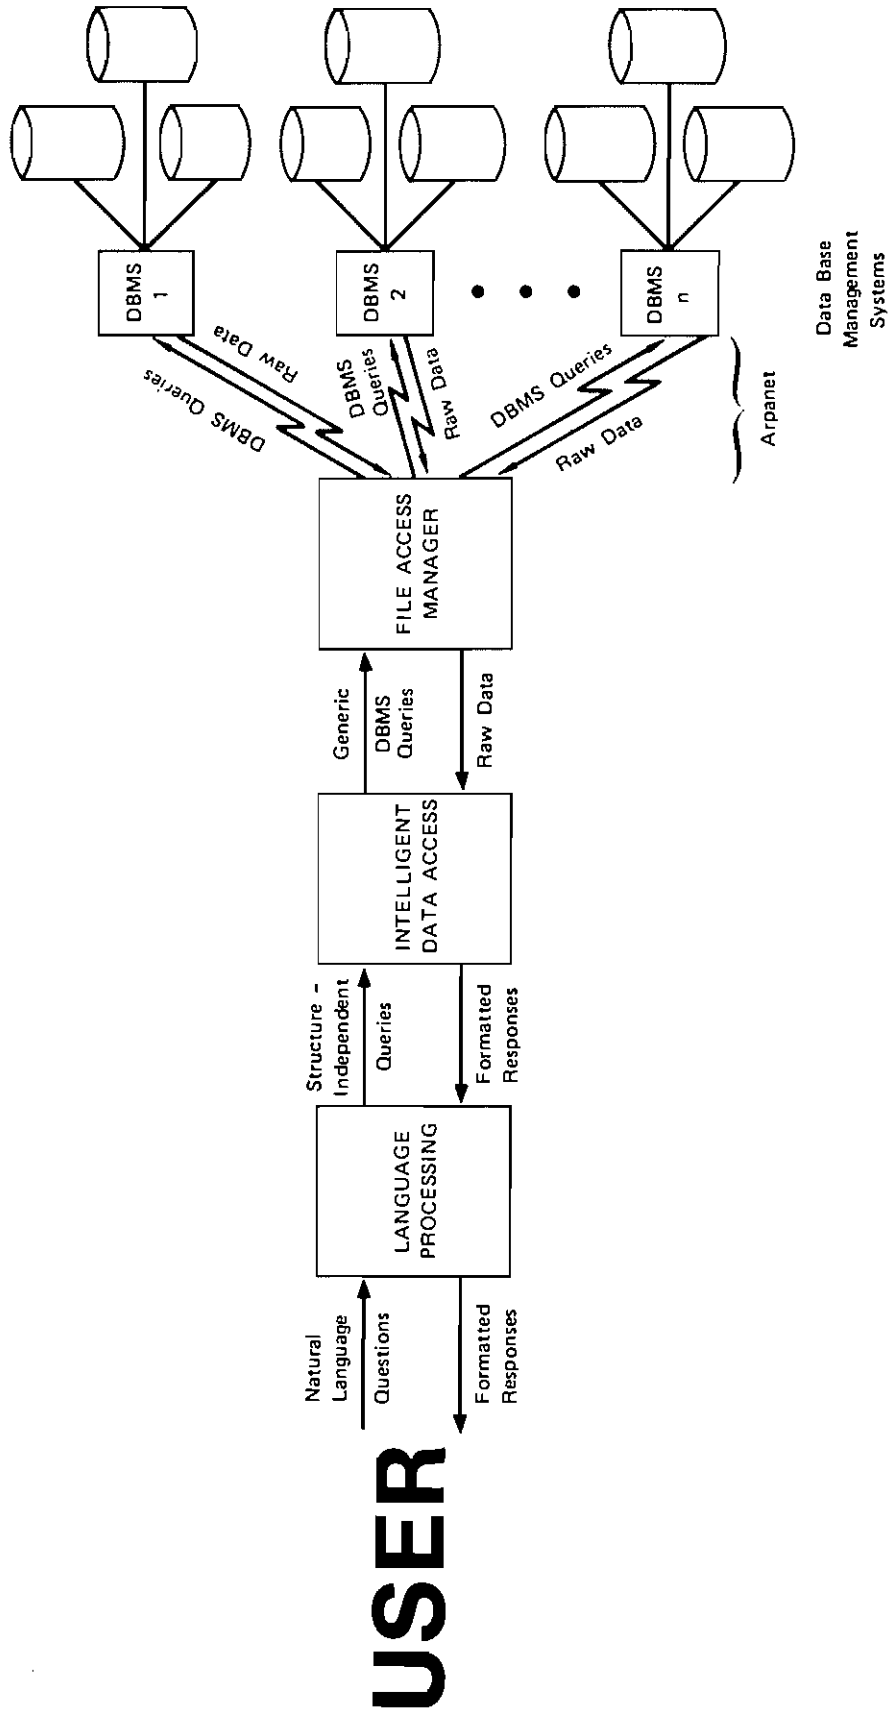 USER
Natural
Language
Questions
Formatted
Responses
LANGUAGE
PROCESSING
Structure -
Independent
Queries
Formatted
Responses
INTELLIGENT
DATA ACCESS
Generic
DBMS
Queries
Raw Data
FILE ACCESS
MANAGER
DBMS Queries
Raw Data
DBMS
Queries
Raw Data
DBMS Queries
Raw Data
Arpanet
DBMS
1
DBMS
2
DBMS
n
Data Base
Management
Systems